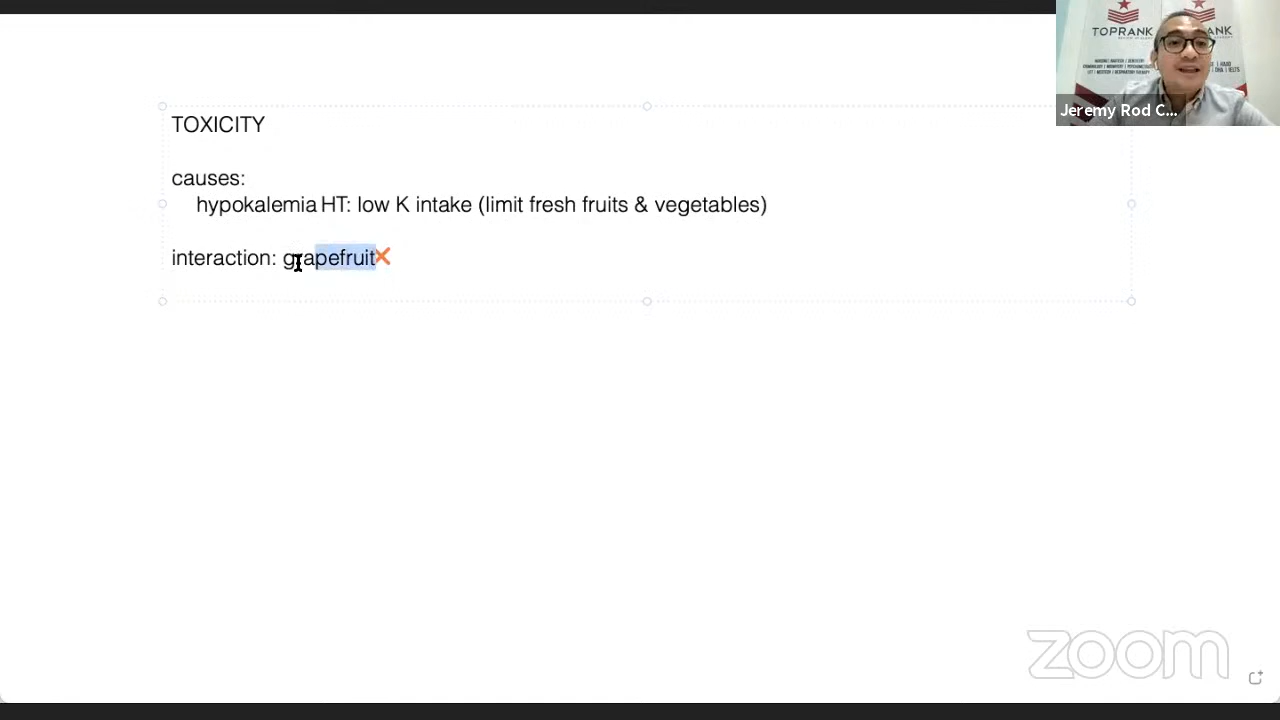 TOPRANK
Jeremy Rod C...
TOXICITY
causes:
hypokalemia HT: low K intake (limit fresh fruits & vegetables)
interaction: grapefruit❌
zoom